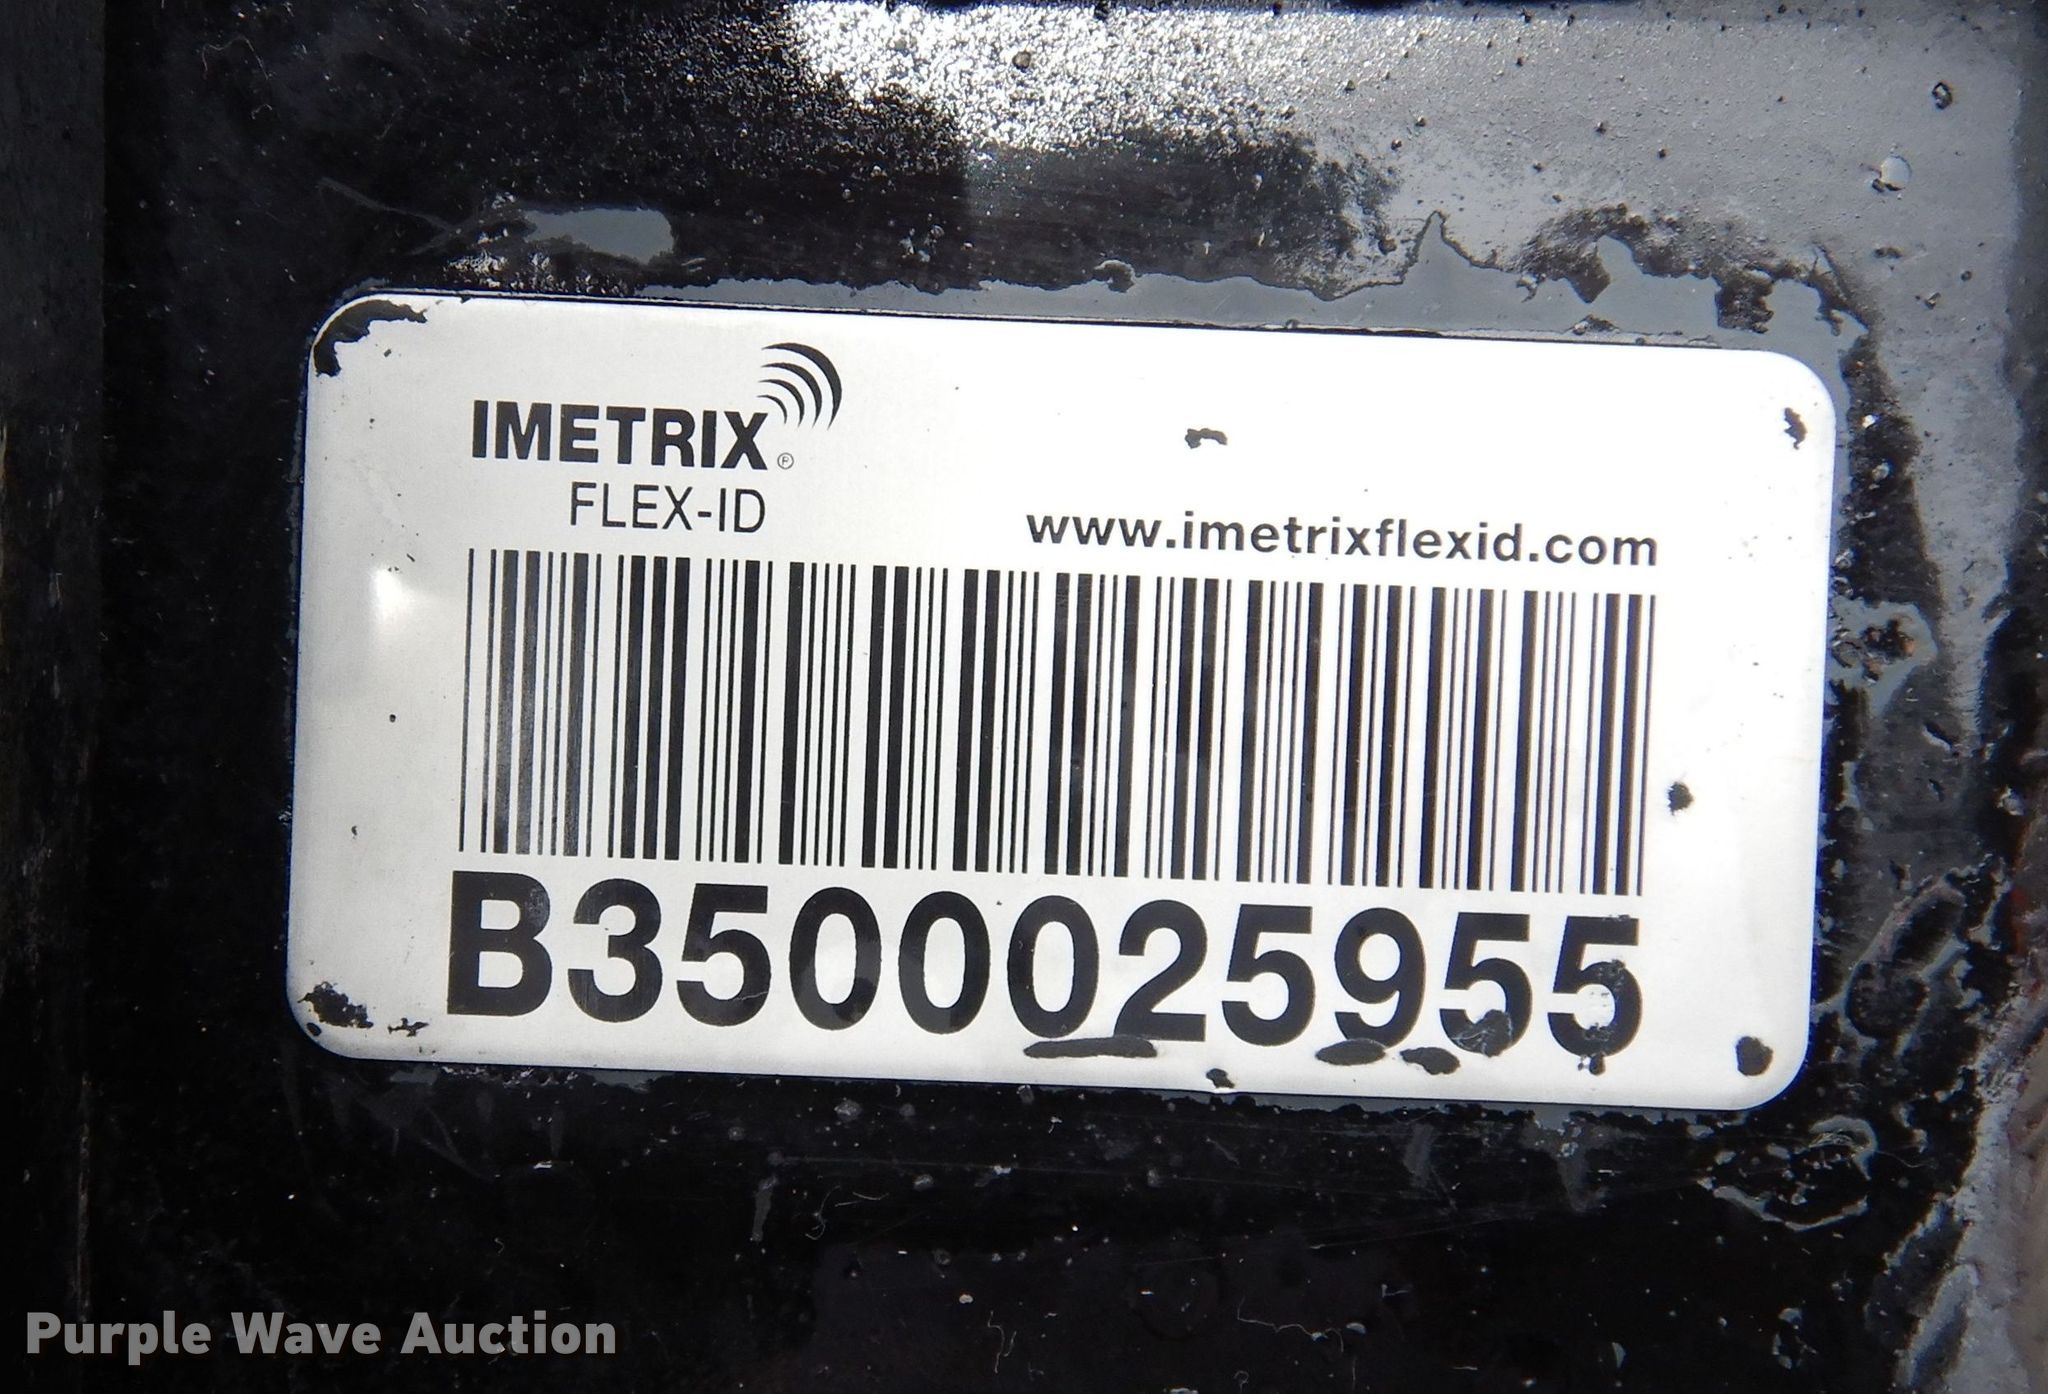 IMETRIX®
FLEX-ID
www.imetrixflexid.com
B3500025955
Purple Wave Auction